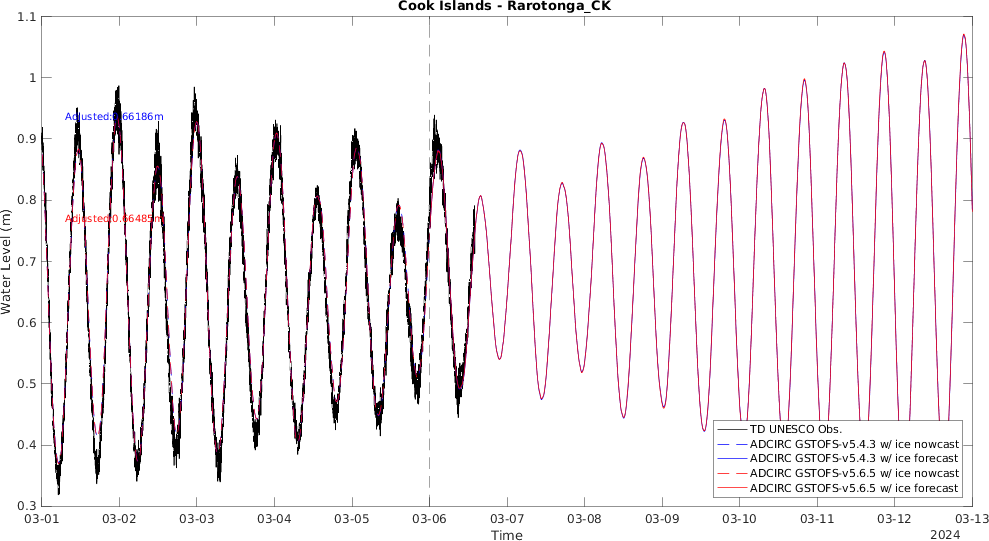 Cook Islands - Rarotonga_CK
1.1
1
0.9
0.8
0.7
0.6
0.5
0.4
0.3
Water Level (m)
Adjusted:0.66186m
Adjusted:0.66485m
TD UNESCO Obs.
ADCIRC GSTOFS-v5.4.3 w/ ice nowcast
ADCIRC GSTOFS-v5.4.3 w/ ice forecast
ADCIRC GSTOFS-v5.6.5 w/ ice nowcast
ADCIRC GSTOFS-v5.6.5 w/ ice forecast
03-01 03-02 03-03 03-04 03-05 03-06 03-07 03-08 03-09 03-10 03-11 03-12 03-13
Time
2024